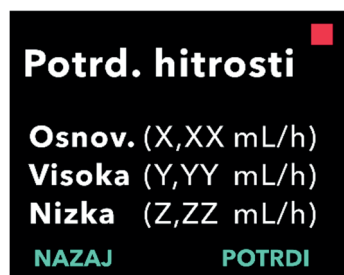 Potrd. hitrosti
Osnov. (X,XX mL/h)
Visoka (Y,YY mL/h)
Nizka (Z,ZZ mL/h)
NAZAJ POTRDI